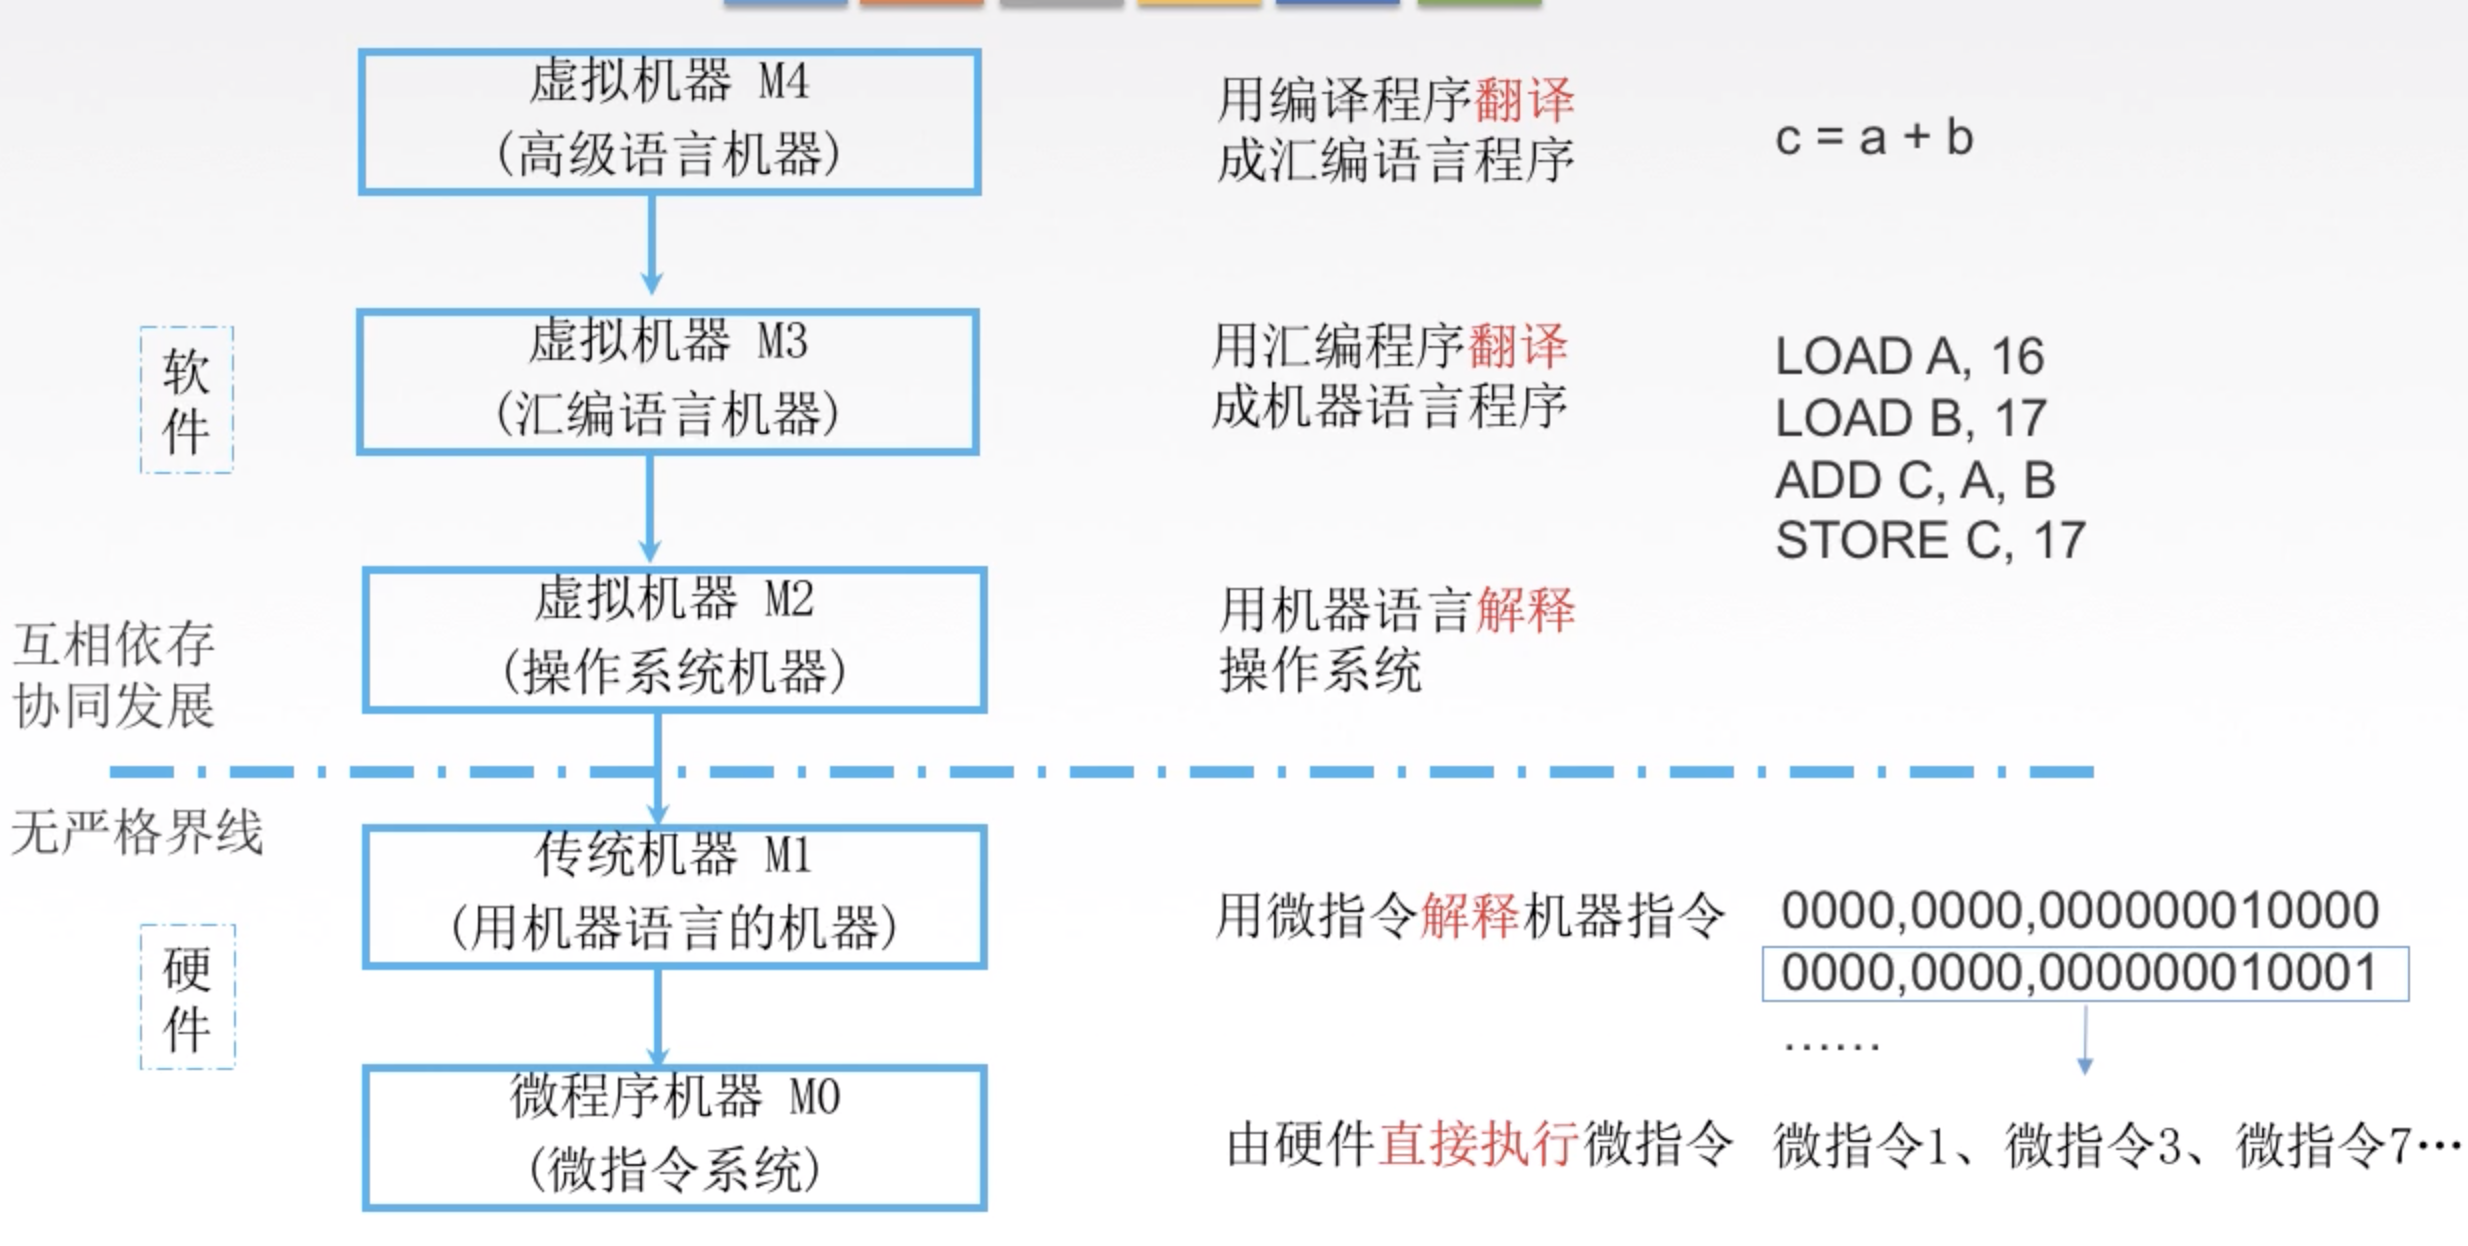 虚拟机器 M4
(高级语言机器)
用编译程序翻译
成汇编语言程序
c = a + b
软
件
虚拟机器 M3
(汇编语言机器)
用汇编程序翻译
成机器语言程序
LOAD A, 16
LOAD B, 17
ADD C, A, B
STORE C, 17
互相依存
协同发展
虚拟机器 M2
(操作系统机器)
用机器语言解释
操作系统
无严格界线
硬
件
传统机器 M1
(用机器语言的机器)
用微指令解释机器指令
0000,0000,000000010000
0000,0000,000000010001
……
微程序机器 M0
(微指令系统)
由硬件直接执行微指令
微指令1、微指令3、微指令7…